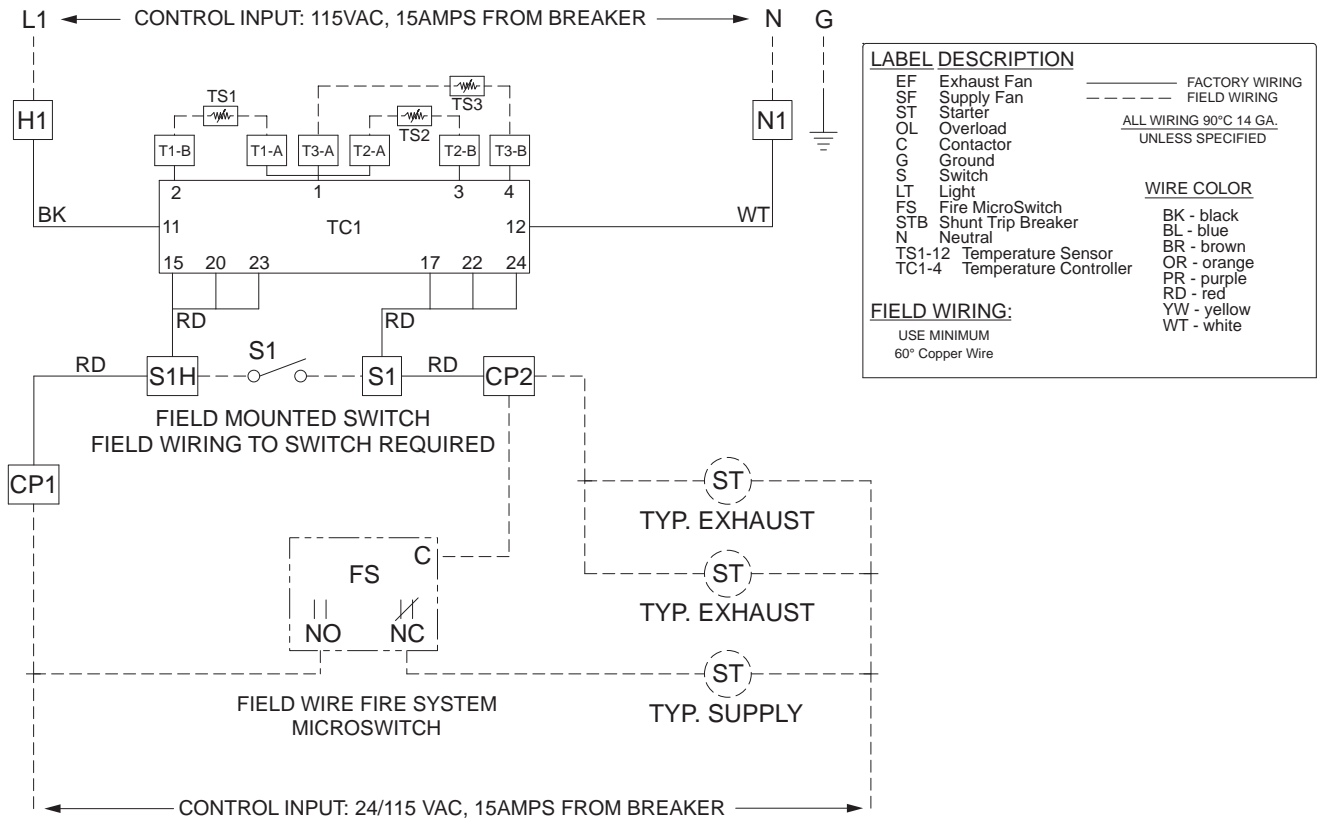 L1 CONTROL INPUT: 115VAC, 15AMPS FROM BREAKER N G
H1
TS1
TS3
TS2
N1
T1-B T1-A T3-A T2-A T2-B T3-B
2 1 3 4
BK WT
11 TC1 12
15 20 23 17 22 24
RD RD
S1
RD S1H S1 RD CP2
FIELD MOUNTED SWITCH
FIELD WIRING TO SWITCH REQUIRED
CP1
ST
TYP. EXHAUST
C
FS
ST
TYP. EXHAUST
NO NC
ST
TYP. SUPPLY
FIELD WIRE FIRE SYSTEM
MICROSWITCH
CONTROL INPUT: 24/115 VAC, 15AMPS FROM BREAKER
LABEL DESCRIPTION
EF Exhaust Fan
SF Supply Fan
ST Starter
OL Overload
C Contactor
G Ground
S Switch
LT Light
FS Fire MicroSwitch
STB Shunt Trip Breaker
N Neutral
TS1-12 Temperature Sensor
TC1-4 Temperature Controller
FACTORY WIRING
FIELD WIRING
ALL WIRING 90°C 14 GA.
UNLESS SPECIFIED
WIRE COLOR
BK - black
BL - blue
BR - brown
OR - orange
PR - purple
RD - red
YW - yellow
WT - white
FIELD WIRING:
USE MINIMUM
60° Copper Wire